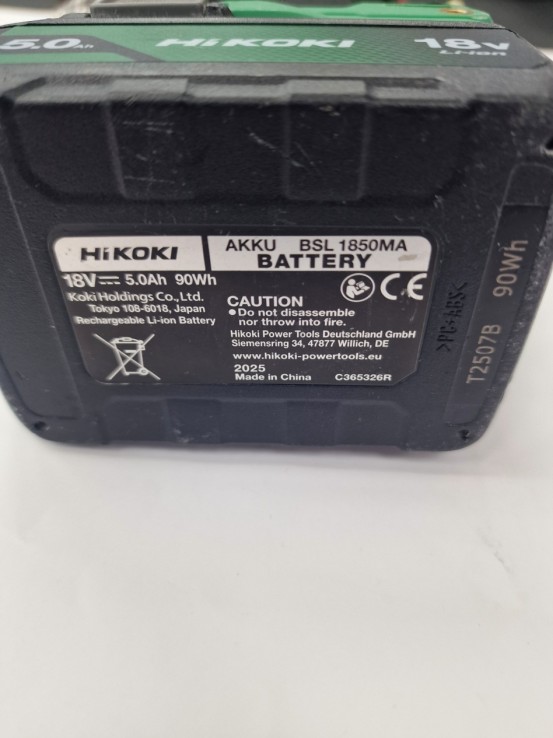 5.0Ah HiKOKI 18V
Li-ion
HiKOKI
AKKU BSL 1850MA
BATTERY
18V 5.0Ah 90Wh
Koki Holdings Co., Ltd.
Tokyo 108-6018, Japan
Rechargeable Li-ion Battery
CE
CAUTION
●Do not disassemble
nor throw into fire.
Hikoki Power Tools Deutschland GmbH
Siemensring 34, 47877 Willich, DE
www.hikoki-powertools.eu
2025
Made in China C365326R
T2507B 90Wh